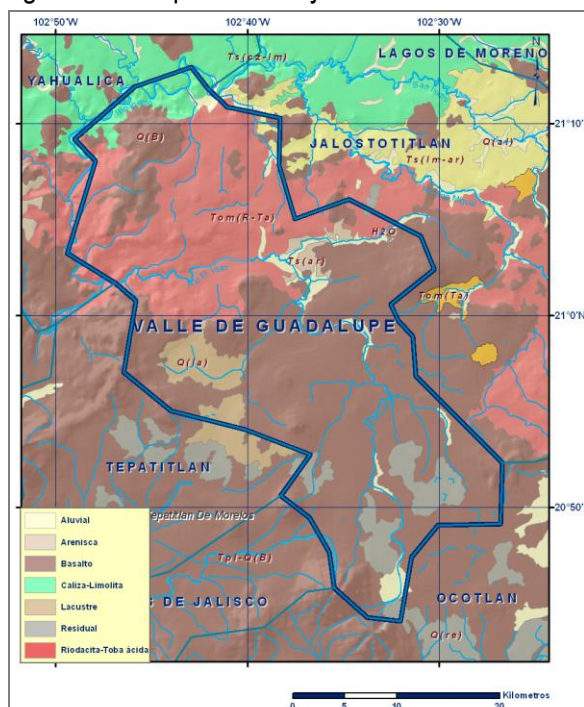 102°50'W 102°40'W 102°30'W
N
LAGOS DE MORENO
Ts(cz-lm)
YAHUALICA
21°10'
Q(B)
JALOSTOTITLAN
Q(al)
Ts(lm-ar)
Tom(R-Ta)
H2O
Ts(ar)
Tom(Ta)
21°0'N
VALLE DE GUADALUPE
Q(la)
TEPATITLAN
20°50'
Tepatitlan De Morelos
Tpl-Q(B)
S DE JALISCO
OCOTLAN
Q(re)
Aluvial
Arenisca
Basalto
Caliza-Limolita
Lacustre
Residual
Riodacita-Toba ácida
Kilometros
0 5 10 20